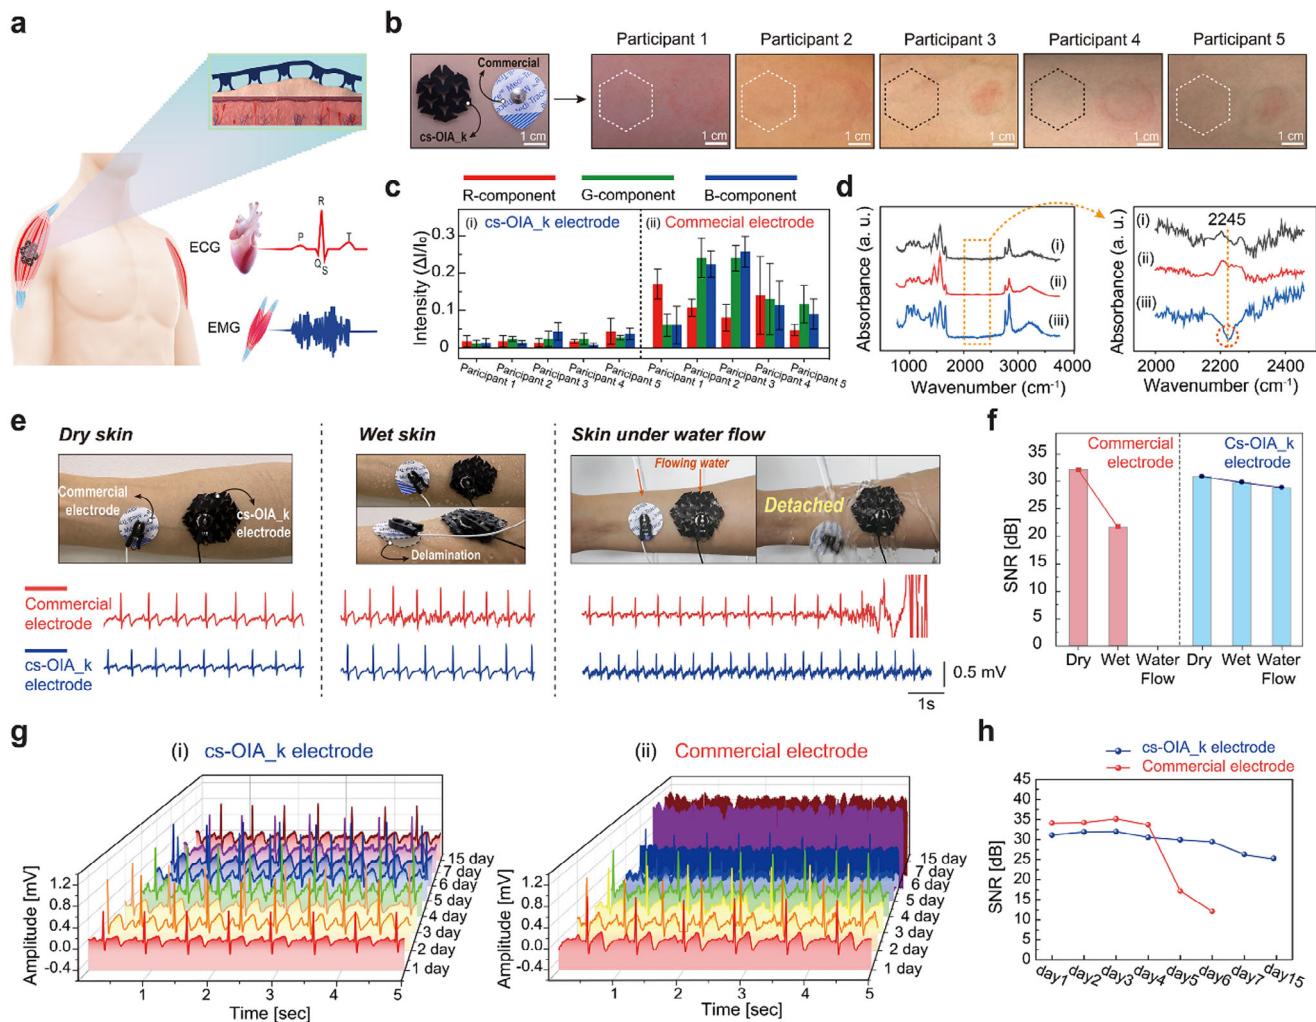 a
ECG
P
R
Q
S
T
EMG
b
Participant 1
Participant 2
Participant 3
Participant 4
Participant 5
Commercial
cs-OIA_k
1 cm
1 cm
1 cm
1 cm
1 cm
1 cm
c
R-component
G-component
B-component
(i) cs-OIA_k electrode
(ii) Commecial electrode
Intensity (ΔI/I₀)
0.3
0.2
0.1
0
Paricipant 1
Paricipant 2
Paricipant 3
Paricipant 4
Paricipant 5
Paricipant 1
Paricipant 2
Paricipant 3
Paricipant 4
Paricipant 5
d
Absorbance (a. u.)
(i)
(ii)
(iii)
1000 2000 3000 4000
Wavenumber (cm⁻¹)
Absorbance (a. u.)
(i)
(ii)
(iii)
2245
2000 2200 2400
Wavenumber (cm⁻¹)
e
Dry skin
Wet skin
Skin under water flow
Commercial
electrode
cs-OIA_k
electrode
Delamination
Flowing water
Detached
Commercial
electrode
cs-OIA_k
electrode
0.5 mV
1s
f
Commercial
electrode
Cs-OIA_k
electrode
SNR [dB]
35
30
25
20
15
10
5
0
Dry
Wet
Water
Flow
Dry
Wet
Water
Flow
g
(i) cs-OIA_k electrode
Amplitude [mV]
1.2
0.8
0.4
0.0
-0.4
1 2 3 4 5
Time [sec]
15 day
7 day
6 day
5 day
4 day
3 day
2 day
1 day
(ii) Commercial electrode
Amplitude [mV]
1.2
0.8
0.4
0.0
-0.4
1 2 3 4 5
Time [sec]
15 day
7 day
6 day
5 day
4 day
3 day
2 day
1 day
h
cs-OIA_k electrode
Commercial electrode
SNR [dB]
45
40
35
30
25
20
15
10
5
0
day1
day2
day3
day4
day5
day6
day7
day15